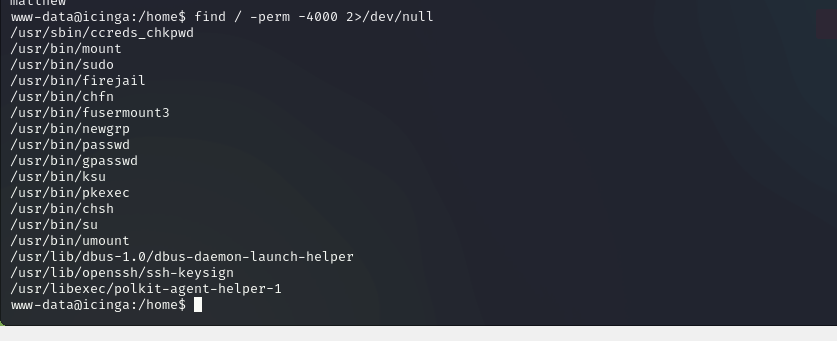 matthew
www-data@icinga:/home$ find / -perm -4000 2>/dev/null
/usr/sbin/ccreds_chkpwd
/usr/bin/mount
/usr/bin/sudo
/usr/bin/firejail
/usr/bin/chfn
/usr/bin/fusermount3
/usr/bin/newgrp
/usr/bin/passwd
/usr/bin/gpasswd
/usr/bin/ksu
/usr/bin/pkexec
/usr/bin/chsh
/usr/bin/su
/usr/bin/umount
/usr/lib/dbus-1.0/dbus-daemon-launch-helper
/usr/lib/openssh/ssh-keysign
/usr/libexec/polkit-agent-helper-1
www-data@icinga:/home$